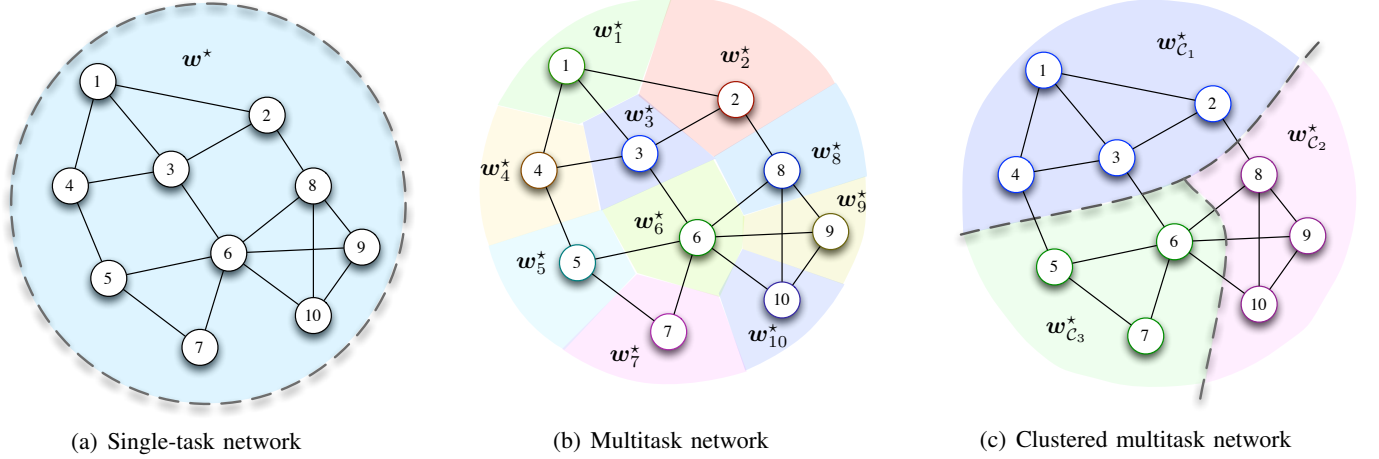 w⋆
1
2
3
4
5
6
7
8
9
10
(a) Single-task network
w⋆1
w⋆2
w⋆3
w⋆4
w⋆5
w⋆6
w⋆7
w⋆8
w⋆9
w⋆10
1
2
3
4
5
6
7
8
9
10
(b) Multitask network
w⋆C1
w⋆C2
w⋆C3
1
2
3
4
5
6
7
8
9
10
(c) Clustered multitask network